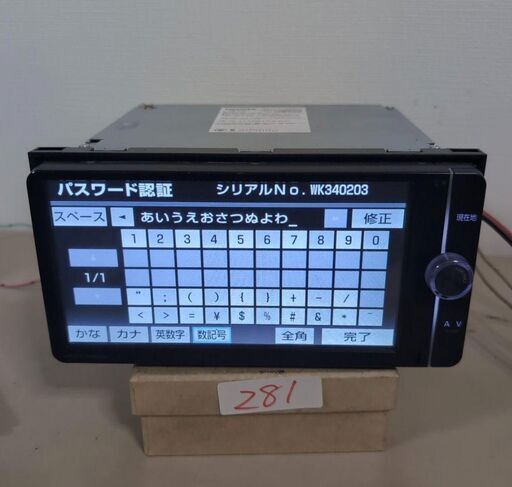 パスワード認証 シリアルNo. WK340203
スペース ◄ あいうえおさつぬよわ_ 修正
現在地
1 2 3 4 5 6 7 8 9 0
1/1
" ; ( ) { } + - /
< > = ¥ $ % # & * .
A V
かな カナ 英数字 数記号 全角 完了
281